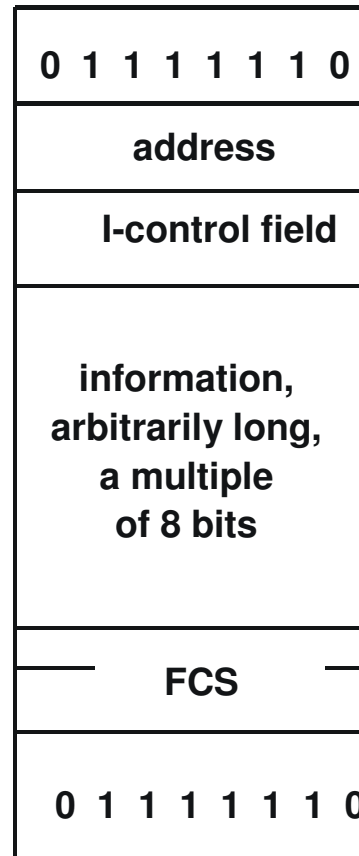 0 1 1 1 1 1 1 0
address
I-control field
information,
arbitrarily long,
a multiple
of 8 bits
FCS
0 1 1 1 1 1 1 0